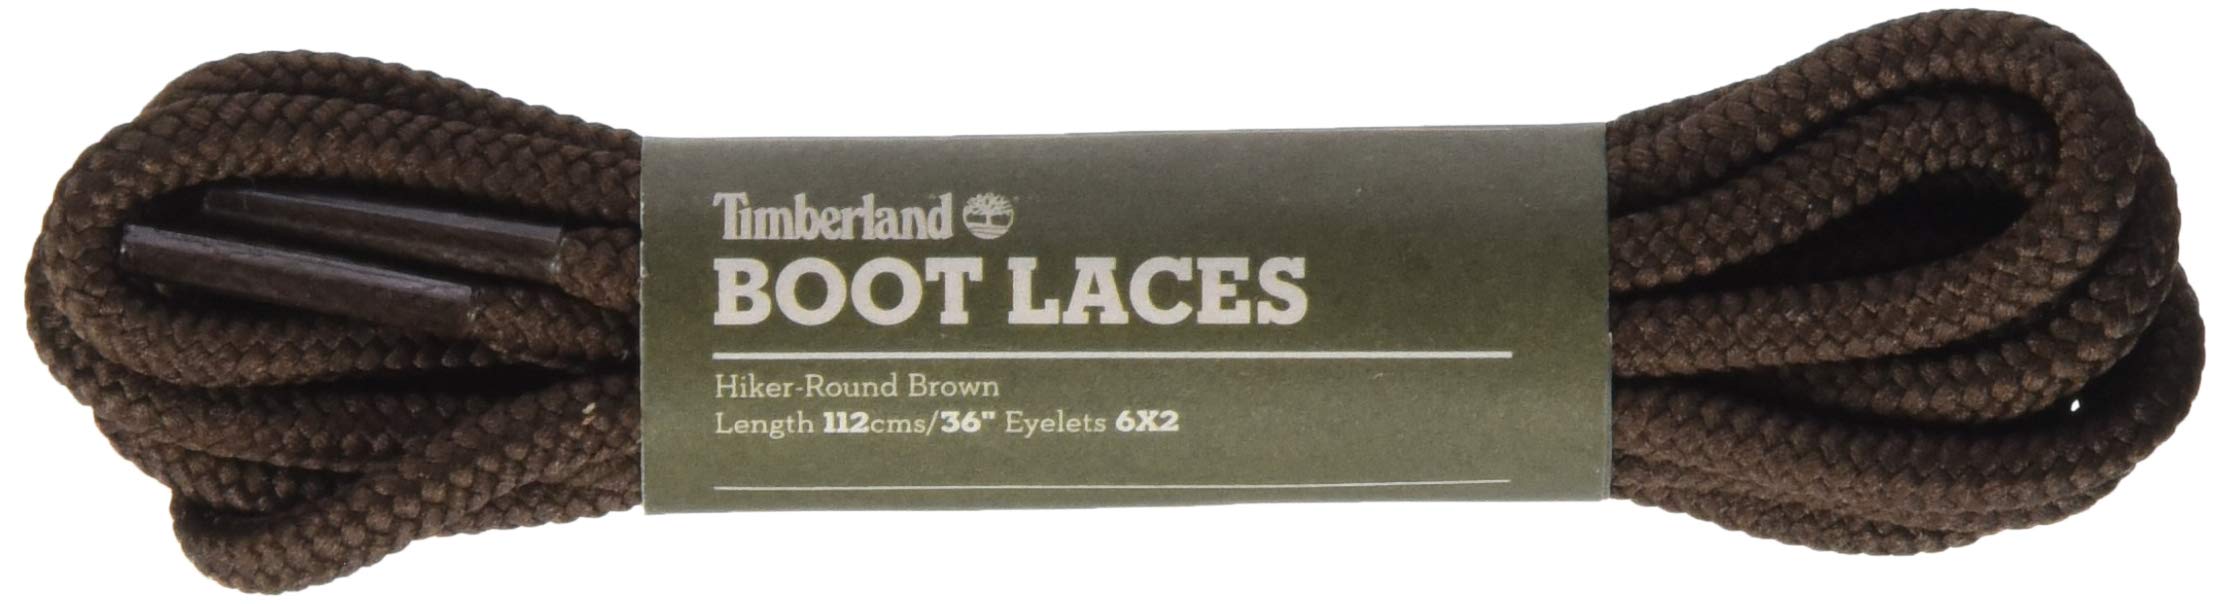 Timberland
BOOT LACES
Hiker-Round Brown
Length 112cms/36" Eyelets 6X2